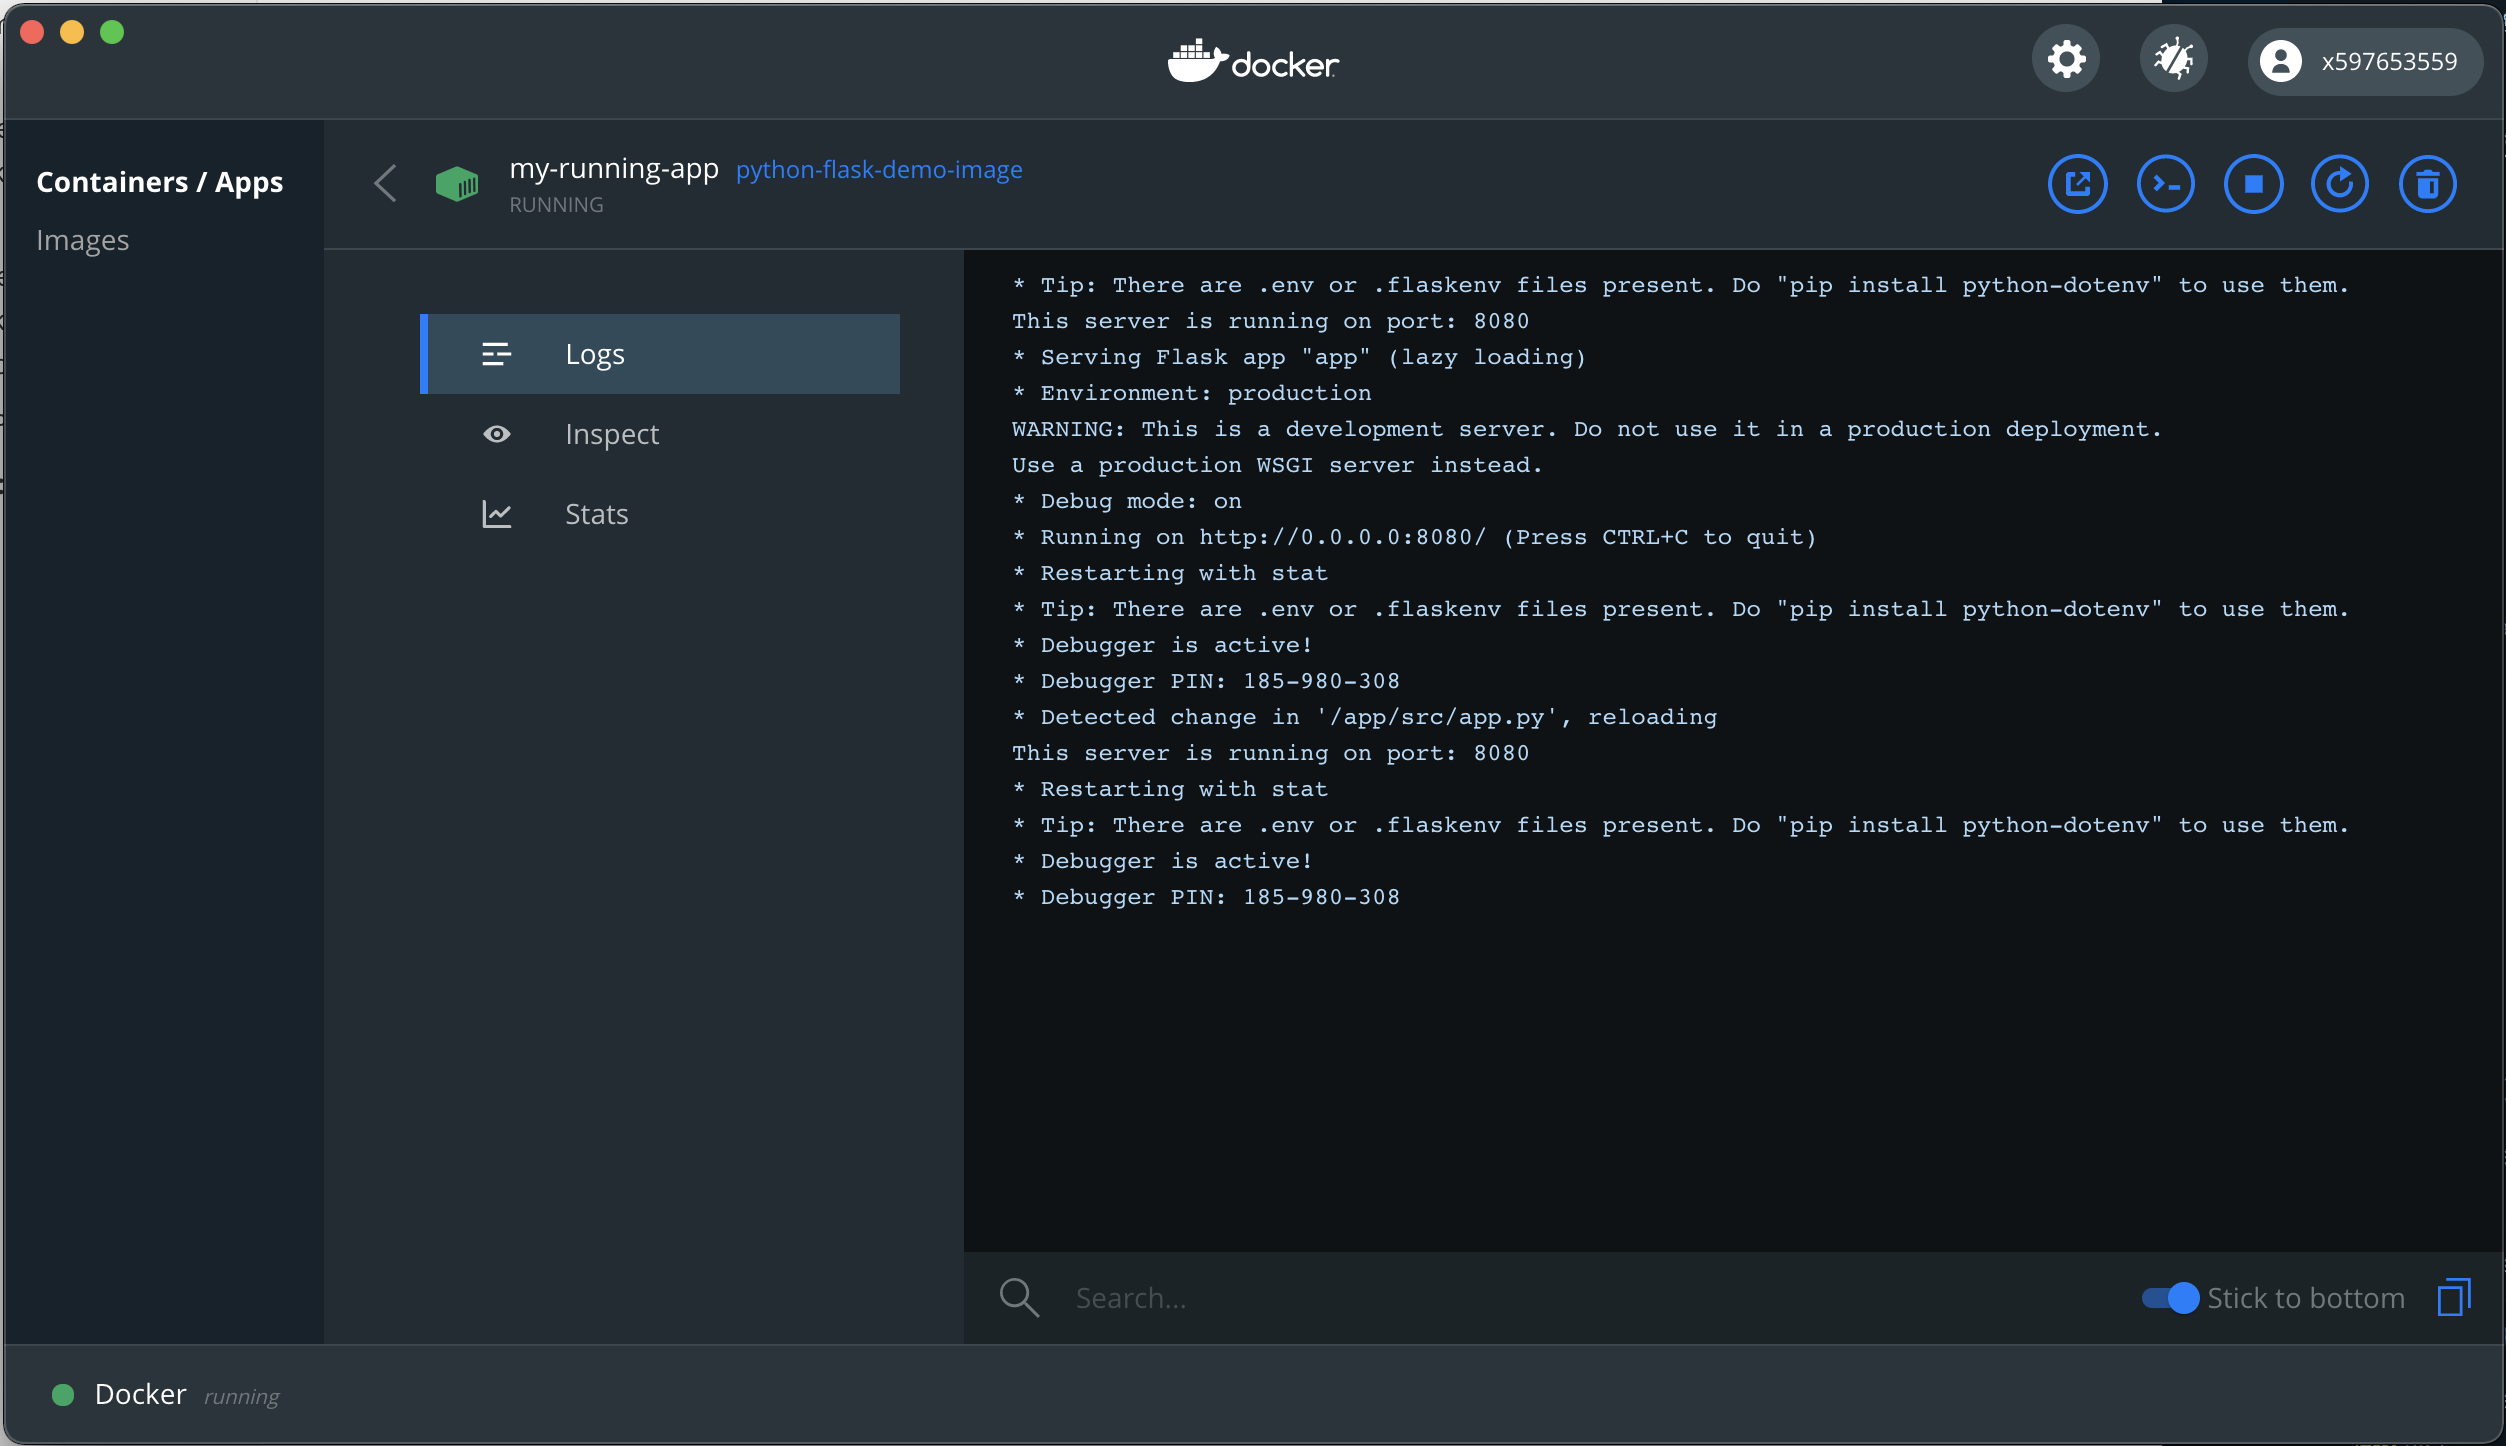 docker
x597653559
Containers / Apps
Images
my-running-app python-flask-demo-image
RUNNING
Logs
Inspect
Stats
* Tip: There are .env or .flaskenv files present. Do "pip install python-dotenv" to use them.
This server is running on port: 8080
* Serving Flask app "app" (lazy loading)
* Environment: production
WARNING: This is a development server. Do not use it in a production deployment.
Use a production WSGI server instead.
* Debug mode: on
* Running on http://0.0.0.0:8080/ (Press CTRL+C to quit)
* Restarting with stat
* Tip: There are .env or .flaskenv files present. Do "pip install python-dotenv" to use them.
* Debugger is active!
* Debugger PIN: 185-980-308
* Detected change in '/app/src/app.py', reloading
This server is running on port: 8080
* Restarting with stat
* Tip: There are .env or .flaskenv files present. Do "pip install python-dotenv" to use them.
* Debugger is active!
* Debugger PIN: 185-980-308
Search...
Stick to bottom
Docker running